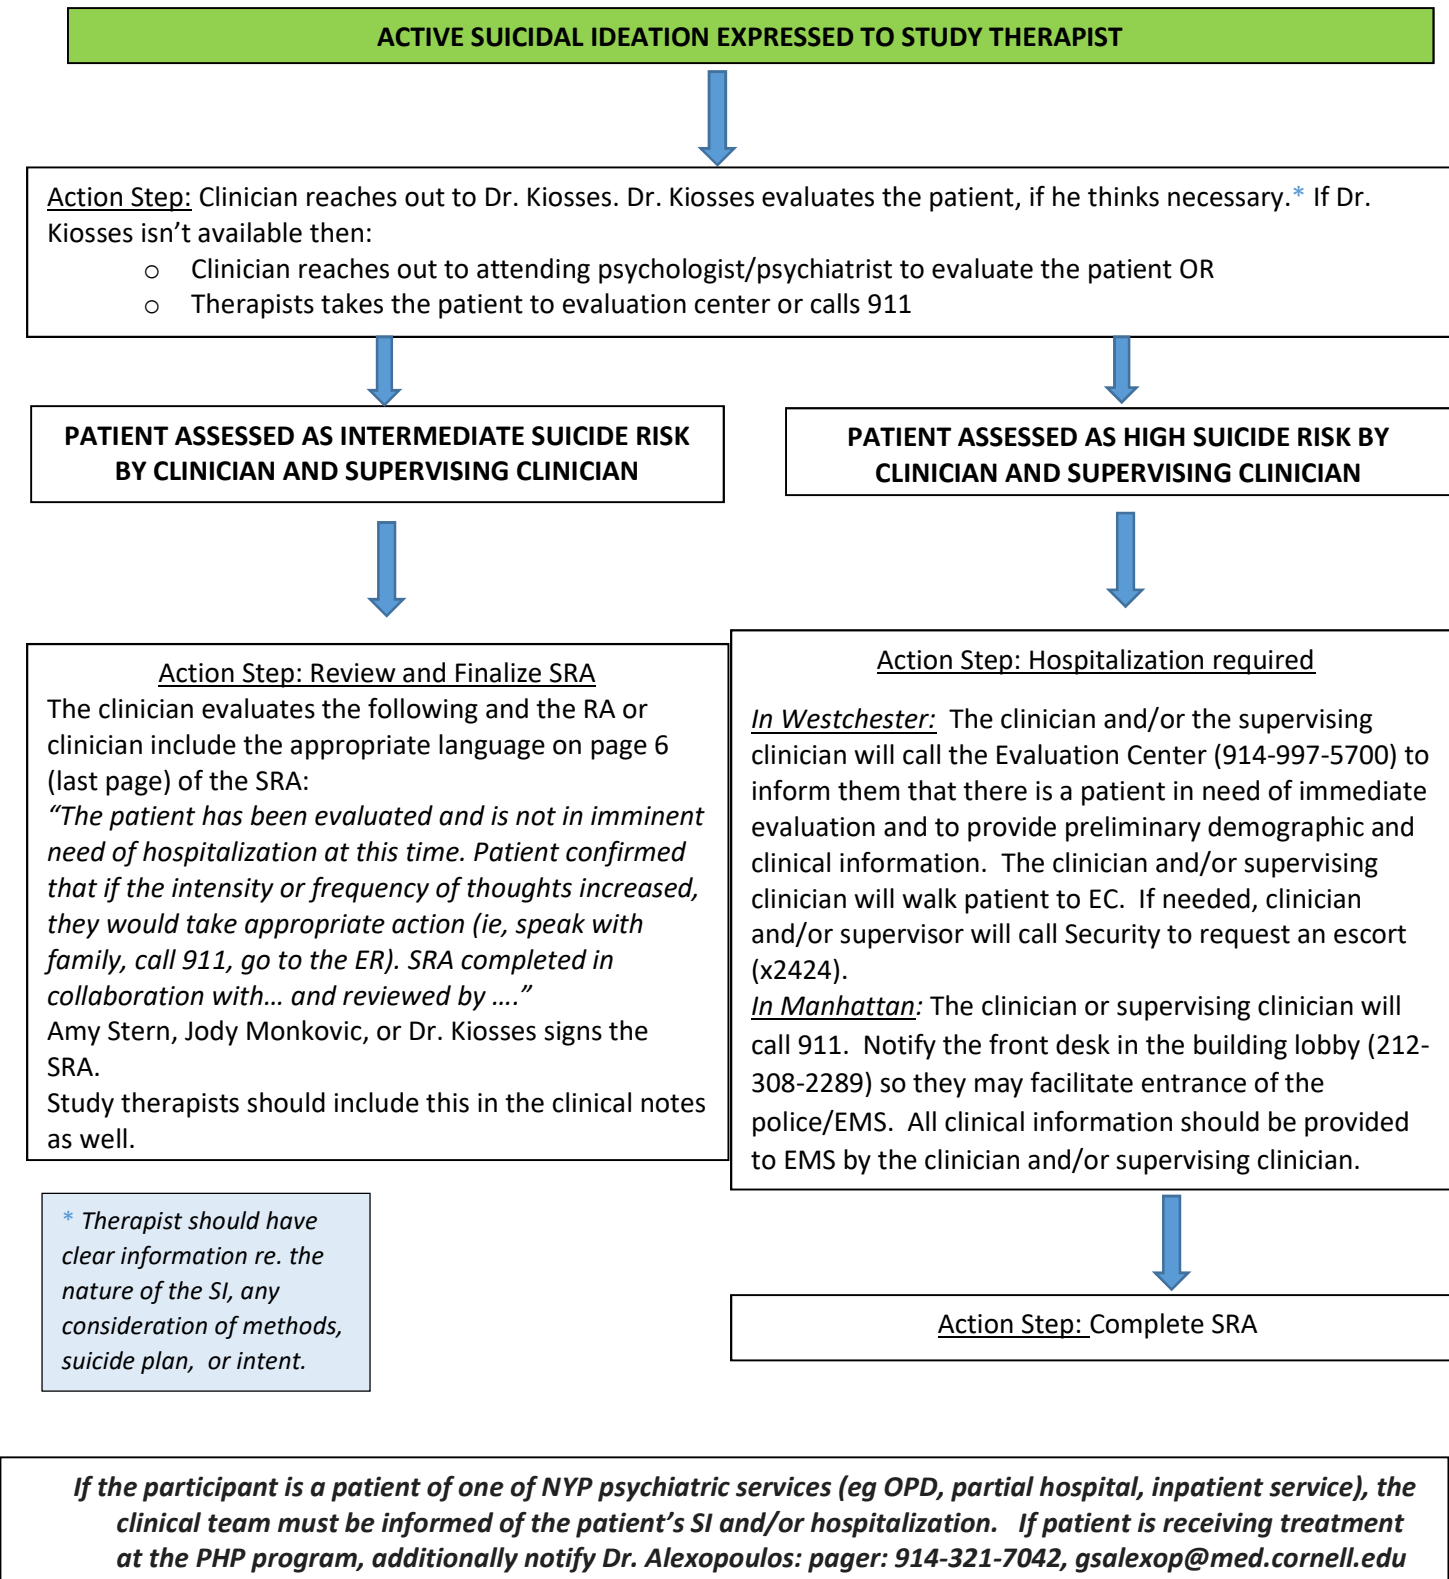 ACTIVE SUICIDAL IDEATION EXPRESSED TO STUDY THERAPIST
Action Step: Clinician reaches out to Dr. Kiosses. Dr. Kiosses evaluates the patient, if he thinks necessary.* If Dr.
Kiosses isn't available then:
o Clinician reaches out to attending psychologist/psychiatrist to evaluate the patient OR
o Therapists takes the patient to evaluation center or calls 911
PATIENT ASSESSED AS INTERMEDIATE SUICIDE RISK
BY CLINICIAN AND SUPERVISING CLINICIAN
PATIENT ASSESSED AS HIGH SUICIDE RISK BY
CLINICIAN AND SUPERVISING CLINICIAN
Action Step: Review and Finalize SRA
The clinician evaluates the following and the RA or
clinician include the appropriate language on page 6
(last page) of the SRA:
“The patient has been evaluated and is not in imminent
need of hospitalization at this time. Patient confirmed
that if the intensity or frequency of thoughts increased,
they would take appropriate action (ie, speak with
family, call 911, go to the ER). SRA completed in
collaboration with… and reviewed by ….”
Amy Stern, Jody Monkovic, or Dr. Kiosses signs the
SRA.
Study therapists should include this in the clinical notes
as well.
Action Step: Hospitalization required
In Westchester: The clinician and/or the supervising
clinician will call the Evaluation Center (914-997-5700) to
inform them that there is a patient in need of immediate
evaluation and to provide preliminary demographic and
clinical information. The clinician and/or supervising
clinician will walk patient to EC. If needed, clinician
and/or supervisor will call Security to request an escort
(x2424).
In Manhattan: The clinician or supervising clinician will
call 911. Notify the front desk in the building lobby (212-
308-2289) so they may facilitate entrance of the
police/EMS. All clinical information should be provided
to EMS by the clinician and/or supervising clinician.
* Therapist should have
clear information re. the
nature of the SI, any
consideration of methods,
suicide plan, or intent.
Action Step: Complete SRA
If the participant is a patient of one of NYP psychiatric services (eg OPD, partial hospital, inpatient service), the
clinical team must be informed of the patient's SI and/or hospitalization. If patient is receiving treatment
at the PHP program, additionally notify Dr. Alexopoulos: pager: 914-321-7042, gsalexop@med.cornell.edu